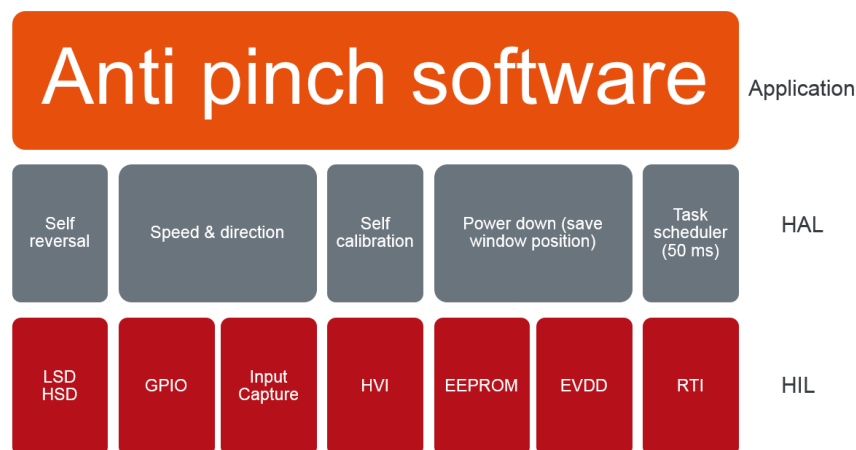 Anti pinch software
Application
Self
reversal
Speed & direction
Self
calibration
Power down (save
window position)
Task
scheduler
(50 ms)
HAL
LSD
HSD
GPIO
Input
Capture
HVI
EEPROM
EVDD
RTI
HIL